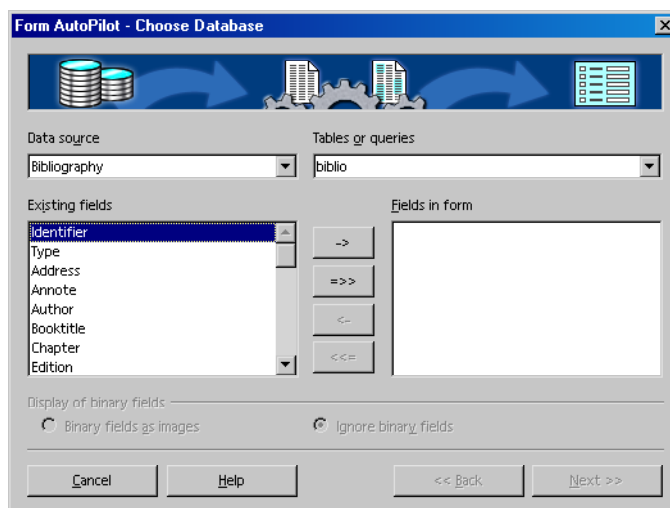 Form AutoPilot - Choose Database
Data source
Tables or queries
Bibliography
biblio
Existing fields
Fields in form
Identifier
Type
Address
Annote
Author
Booktitle
Chapter
Edition
->
=>>
<-
<<=
Display of binary fields
Binary fields as images
Ignore binary fields
Cancel
Help
<< Back
Next >>